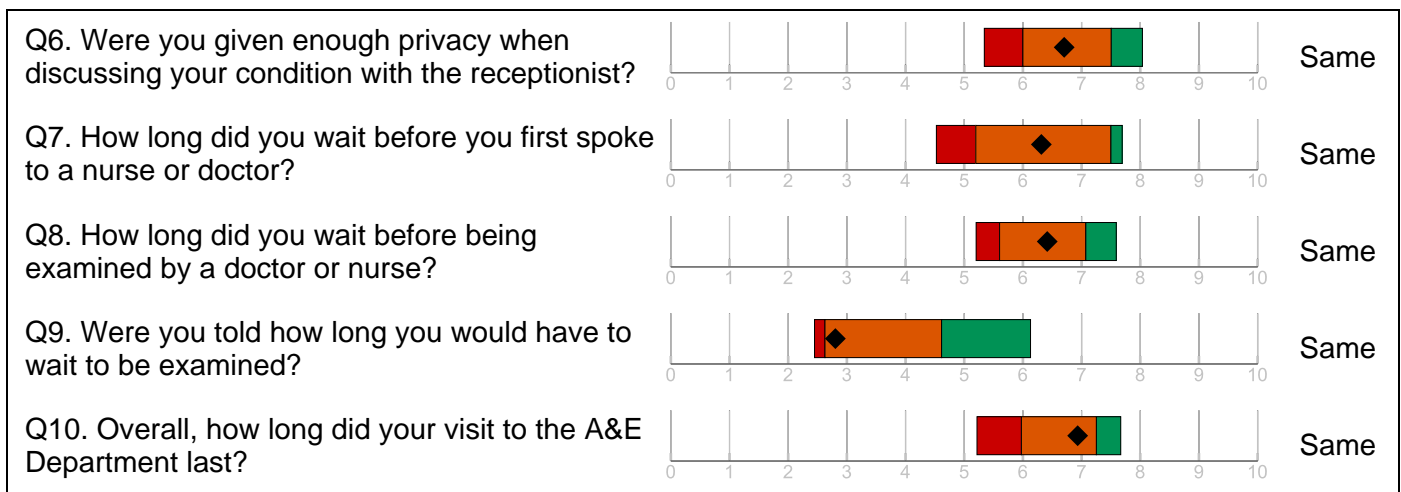 Q6. Were you given enough privacy when
discussing your condition with the receptionist?
0 1 2 3 4 5 6 7 8 9 10
Same
Q7. How long did you wait before you first spoke
to a nurse or doctor?
0 1 2 3 4 5 6 7 8 9 10
Same
Q8. How long did you wait before being
examined by a doctor or nurse?
0 1 2 3 4 5 6 7 8 9 10
Same
Q9. Were you told how long you would have to
wait to be examined?
0 1 2 3 4 5 6 7 8 9 10
Same
Q10. Overall, how long did your visit to the A&E
Department last?
0 1 2 3 4 5 6 7 8 9 10
Same